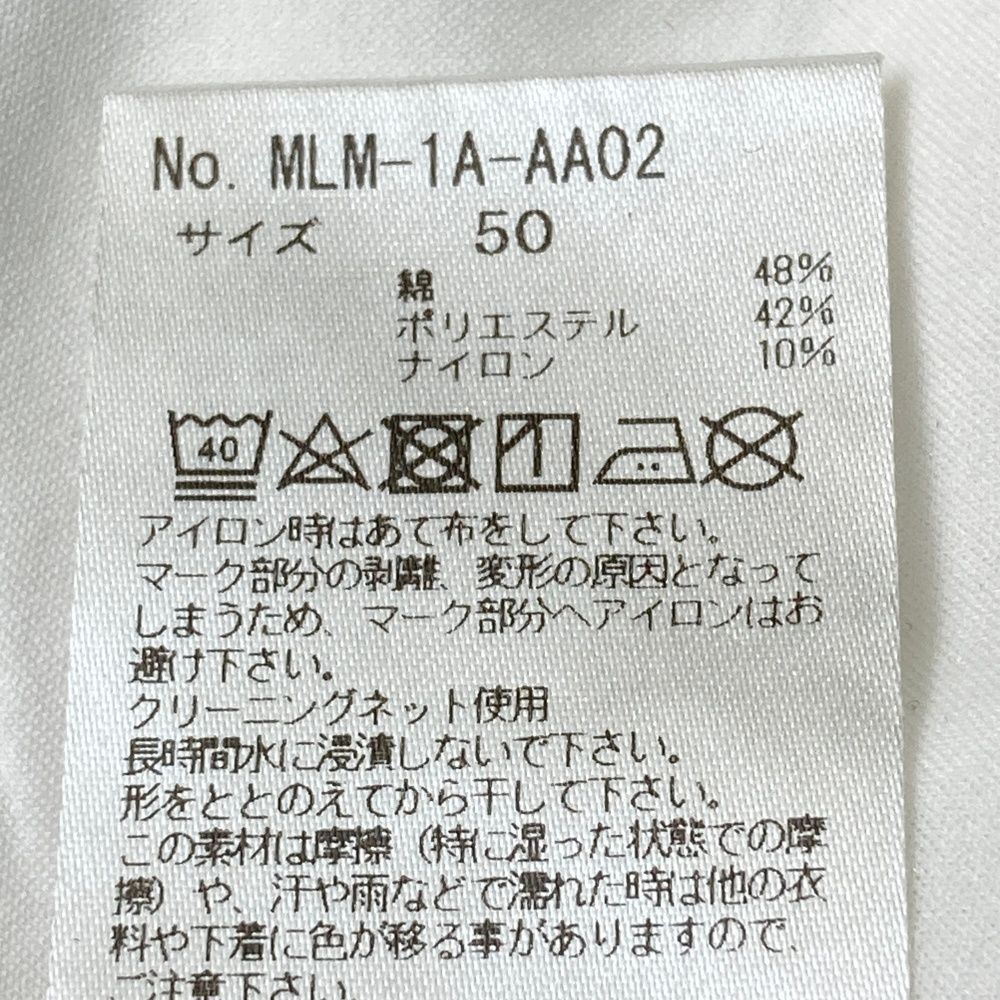 No. MLM-1A-AA02
サイズ 50
綿 48%
ポリエステル 42%
ナイロン 10%
40
アイロン時はあて布をして下さい。
マーク部分の剥離、変形の原因となって
しまうため、マーク部分へアイロンはお
避け下さい。
クリーニングネット使用
長時間水に浸漬しないで下さい。
形をととのえてから干して下さい。
この素材は摩擦（特に湿った状態での摩
擦）や、汗や雨などで濡れた時は他の衣
料や下着に色が移る事がありますので、
ご注意下さい。